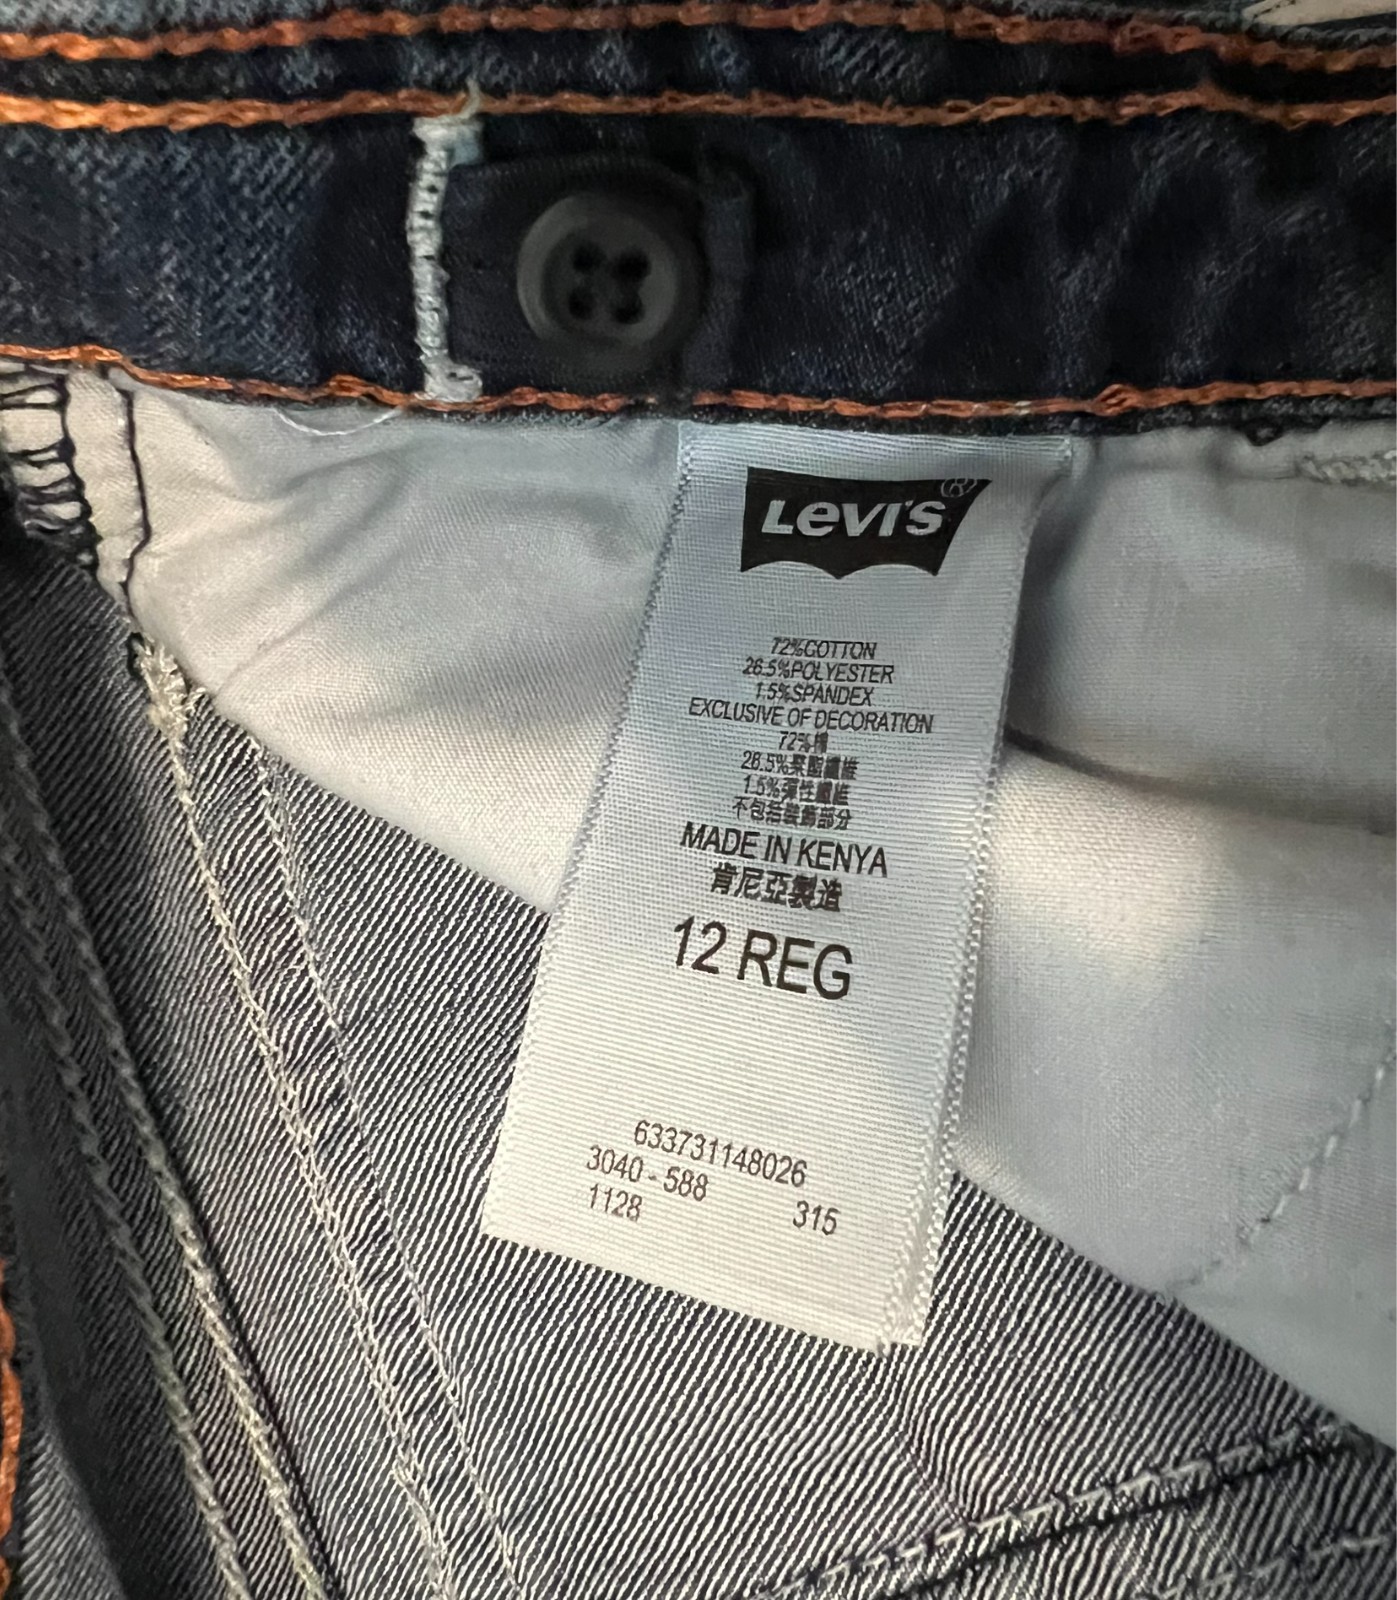 LEVI'S®
72%COTTON
26.5%POLYESTER
1.5%SPANDEX
EXCLUSIVE OF DECORATION
72%棉
26.5%聚酯纖維
1.5%彈性纖維
不包括裝飾部分
MADE IN KENYA
肯尼亞製造
12 REG
633731148026
3040 - 588
1128 315